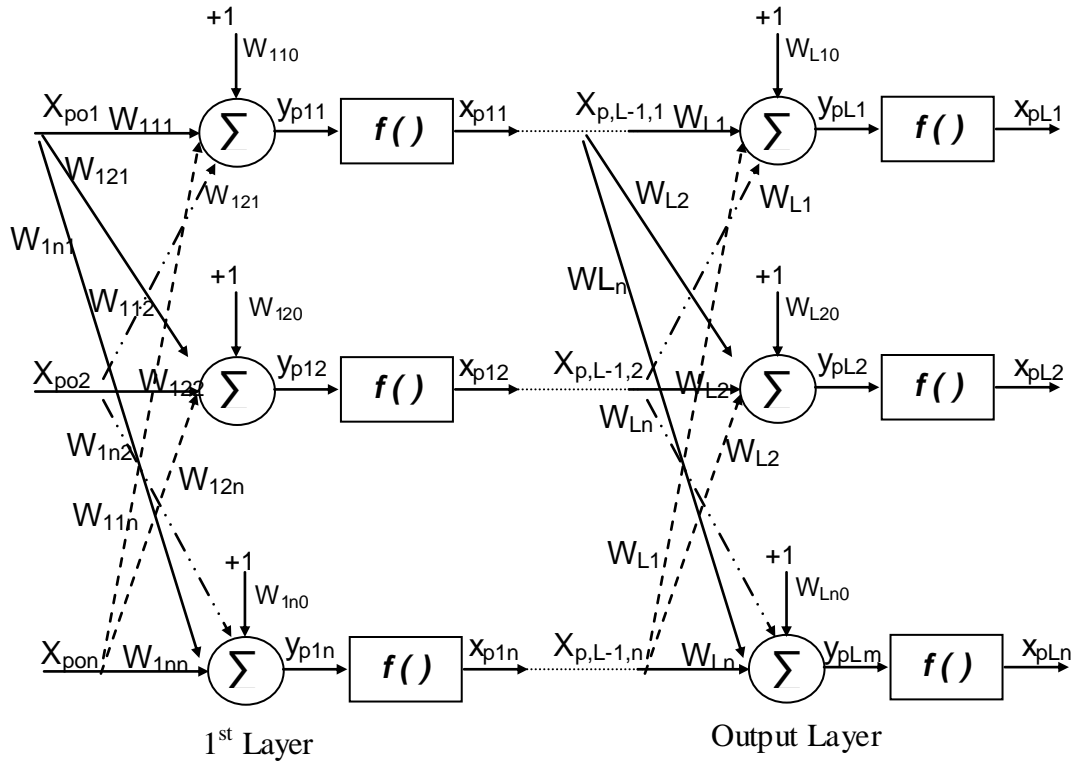 +1 +1
W110 WL10
Xpo1 W111 Σ yp11 f ( ) xp11 Xp,L-1,1 WL1 Σ ypL1 f ( ) xpL1
W121 W121 WL2 WL1
W1n1 WLn
+1 +1
W112 W120 WL20
Xpo2 W122 Σ yp12 f ( ) xp12 Xp,L-1,2 WL2 Σ ypL2 f ( ) xpL2
W1n2 WLn
W12n WL2
W11n WL1
+1 +1
W1n0 WLn0
Xpon W1nn Σ yp1n f ( ) xp1n Xp,L-1,n WLn Σ ypLm f ( ) xpLn
1st Layer Output Layer